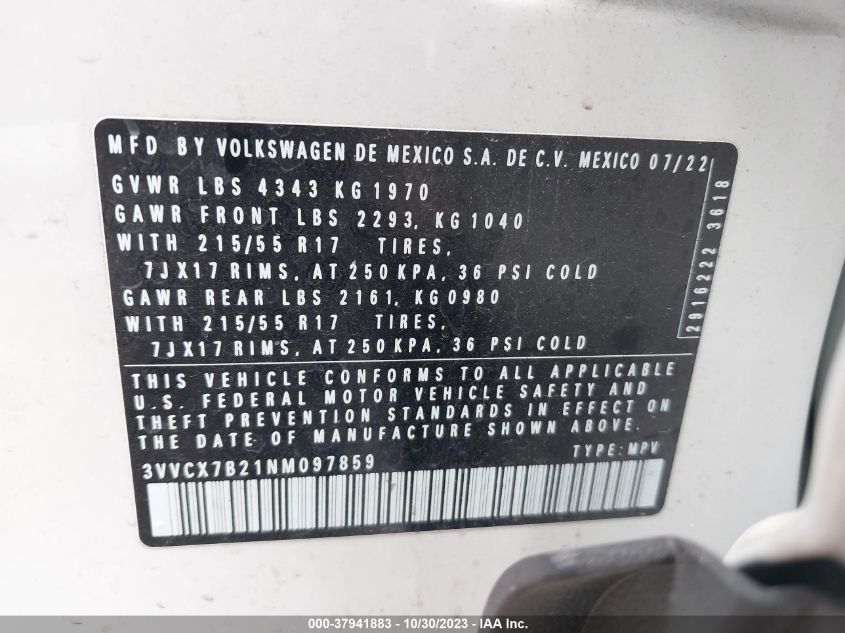 MFD BY VOLKSWAGEN DE MEXICO S.A. DE C.V. MEXICO 07/22
GVWR LBS 4343 KG 1970
GAWR FRONT LBS 2293, KG 1040
WITH 215/55 R17 TIRES,
7JX17 RIMS, AT 250 KPA, 36 PSI COLD
GAWR REAR LBS 2161, KG 0980
WITH 215/55 R17 TIRES,
7JX17 RIMS, AT 250 KPA, 36 PSI COLD
2916222 3618
THIS VEHICLE CONFORMS TO ALL APPLICABLE
U.S. FEDERAL MOTOR VEHICLE SAFETY AND
THEFT PREVENTION STANDARDS IN EFFECT ON
THE DATE OF MANUFACTURE SHOWN ABOVE.
3VVCX7B21NM097859 TYPE: MPV
000-37941883 - 10/30/2023 - IAA Inc.